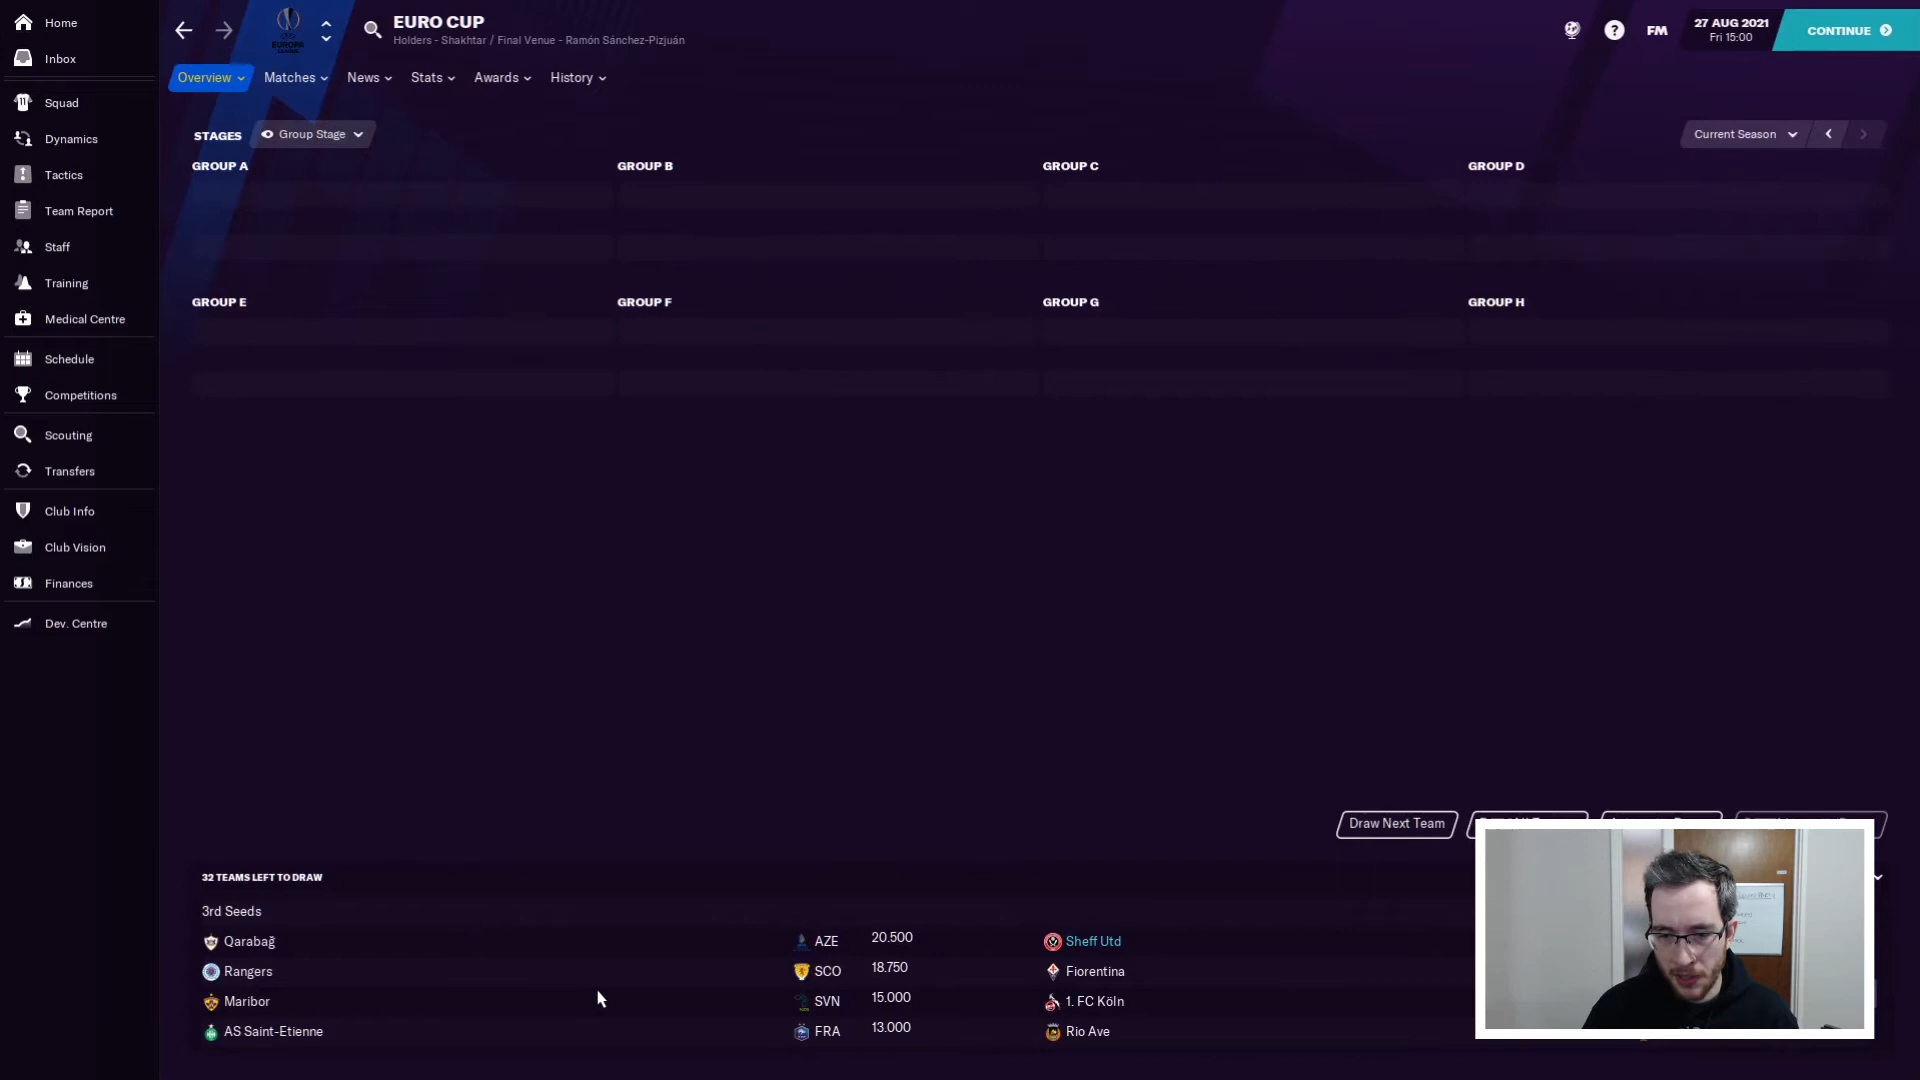 Home
Inbox
Squad
Dynamics
Tactics
Team Report
Staff
Training
Medical Centre
Schedule
Competitions
Scouting
Transfers
Club Info
Club Vision
Finances
Dev. Centre
EURO CUP
Holders - Shakhtar / Final Venue - Ramón Sánchez-Pizjuán
FM
27 AUG 2021
Fri 15:00
CONTINUE
Overview
Matches
News
Stats
Awards
History
STAGES
Group Stage
Current Season
GROUP A
GROUP B
GROUP C
GROUP D
GROUP E
GROUP F
GROUP G
GROUP H
Draw Next Team
32 TEAMS LEFT TO DRAW
3rd Seeds
Qarabağ AZE 20.500 Sheff Utd
Rangers SCO 18.750 Fiorentina
Maribor SVN 15.000 1. FC Köln
AS Saint-Etienne FRA 13.000 Rio Ave